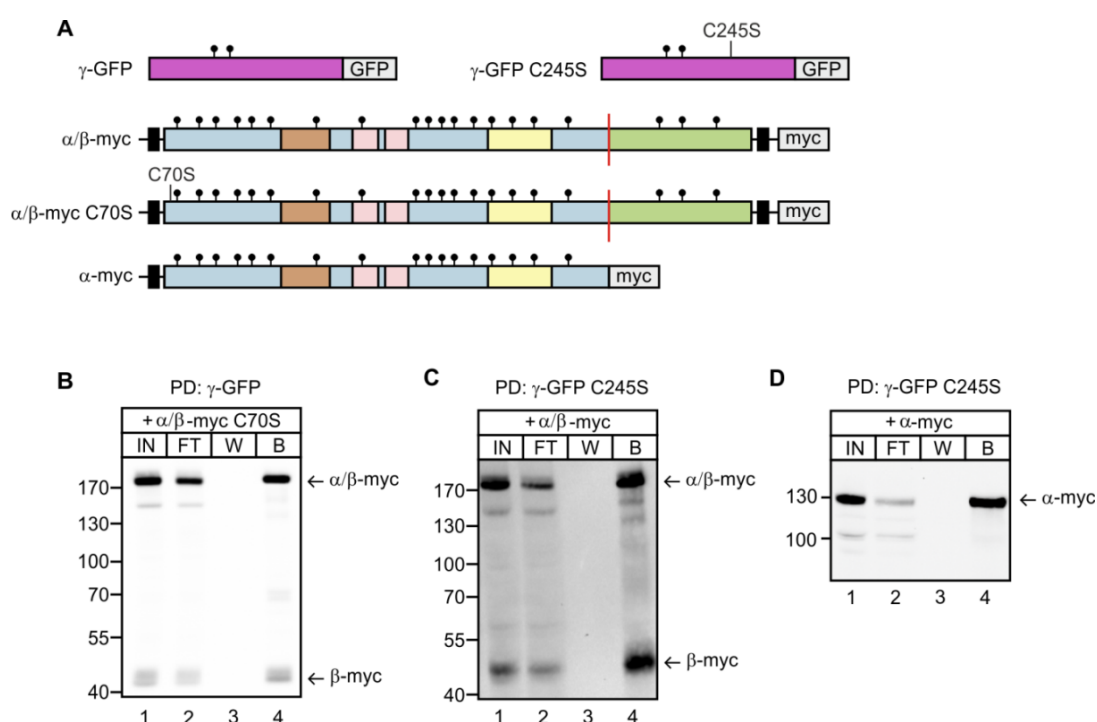 A
C245S
γ-GFP GFP γ-GFP C245S GFP
α/β-myc myc
C70S
α/β-myc C70S myc
α-myc myc
B
PD: γ-GFP
+ α/β-myc C70S
IN FT W B
170
130
100
70
55
40
← α/β-myc
← β-myc
1 2 3 4
C
PD: γ-GFP C245S
+ α/β-myc
IN FT W B
170
130
100
70
55
40
← α/β-myc
← β-myc
1 2 3 4
D
PD: γ-GFP C245S
+ α-myc
IN FT W B
130
100
← α-myc
1 2 3 4